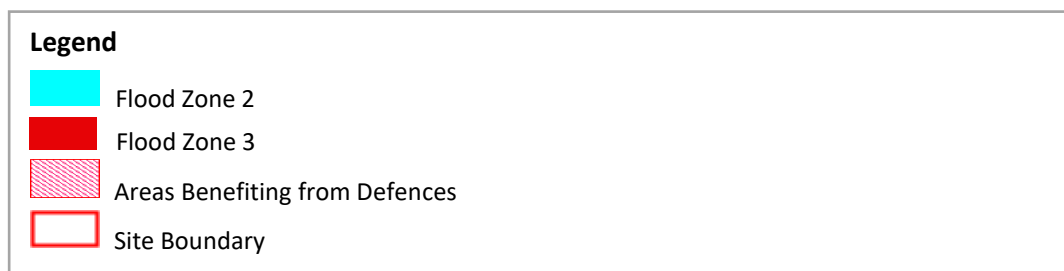 Legend
Flood Zone 2
Flood Zone 3
Areas Benefiting from Defences
Site Boundary